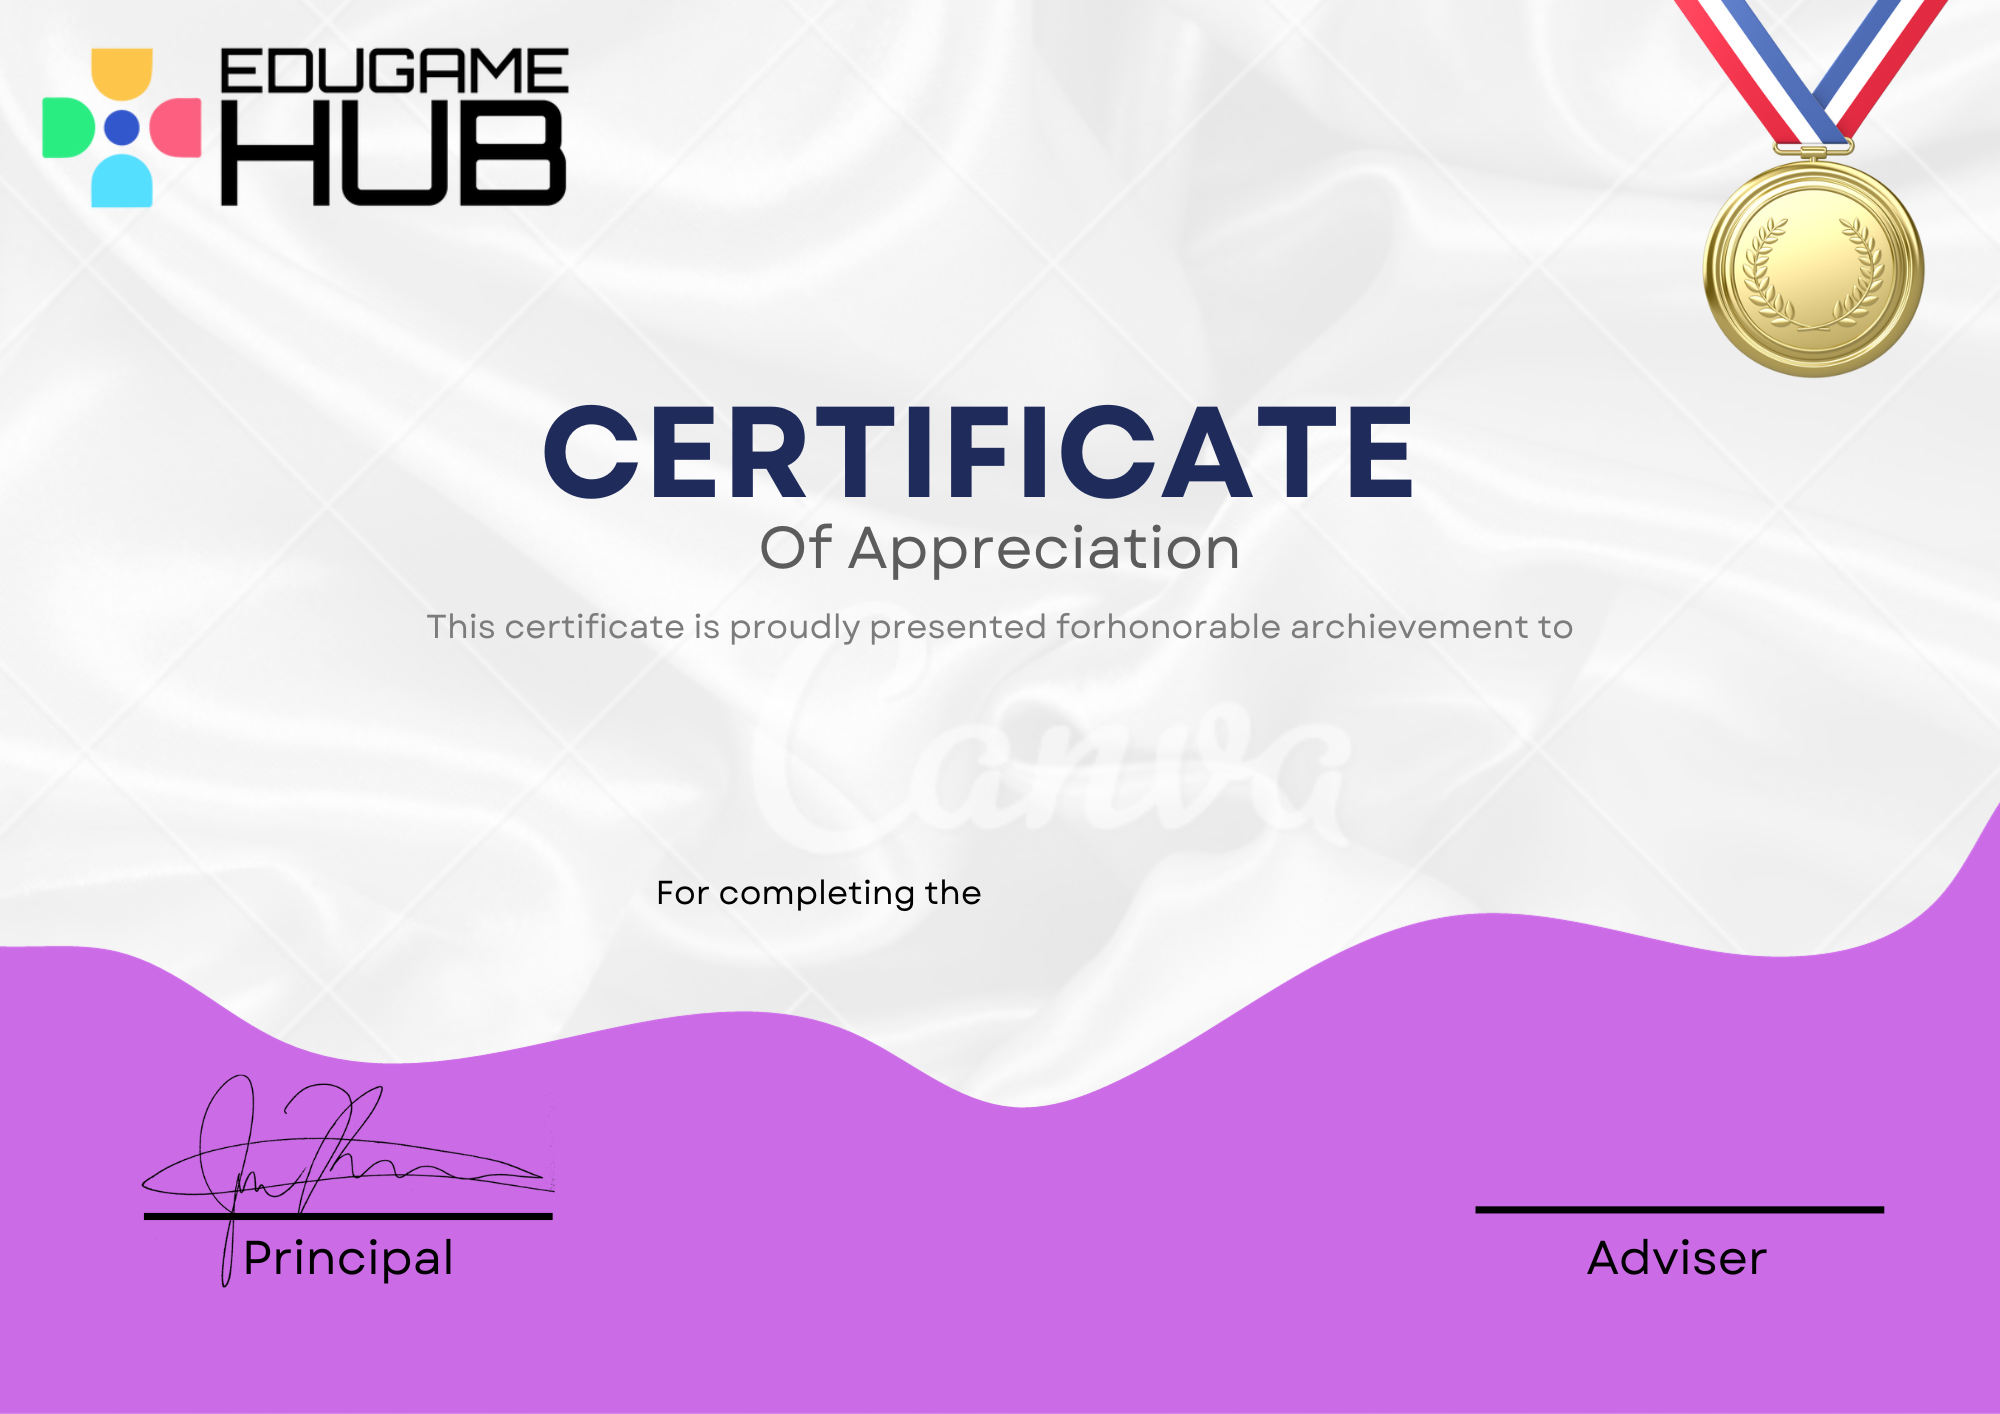 EDUGAME
HUB
CERTIFICATE
Of Appreciation
This certificate is proudly presented forhonorable archievement to
Canva
For completing the
Principal
Adviser